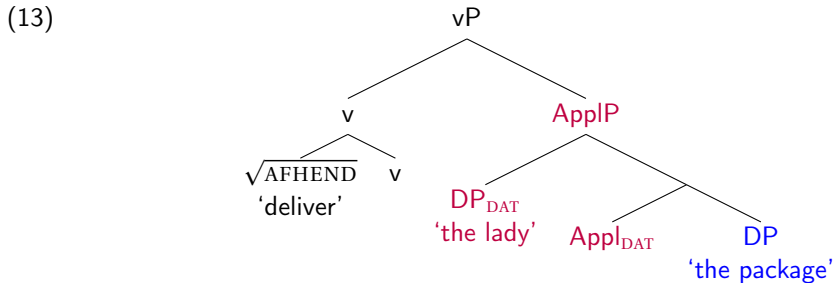 (13)
vP
v ApplP
√AFHEND v
'deliver'
DP_DAT
'the lady'
Appl_DAT DP
'the package'